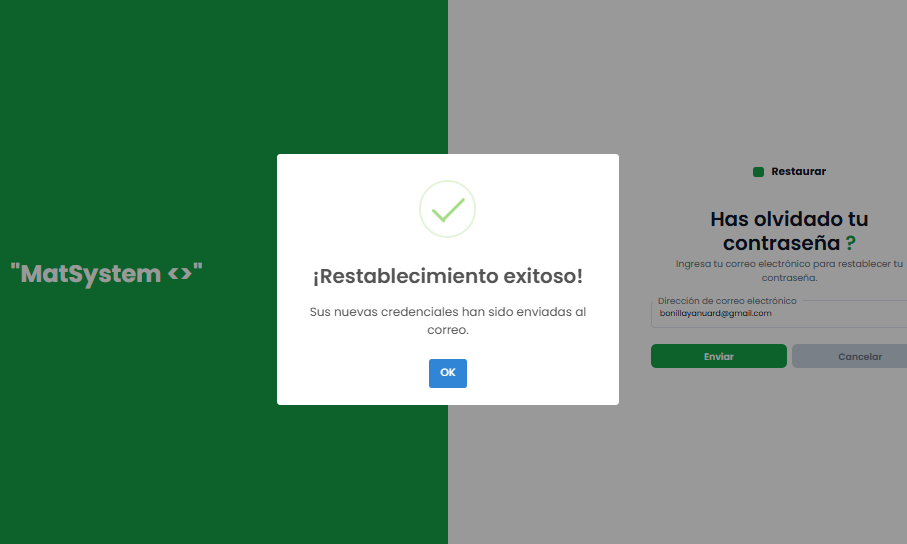 "MatSystem <>"
¡Restablecimiento exitoso!
Sus nuevas credenciales han sido enviadas al
correo.
OK
Restaurar
Has olvidado tu
contraseña ?
Ingresa tu correo electrónico para restablecer tu
contraseña.
Dirección de correo electrónico
bonillayanuard@gmail.com
Enviar
Cancelar